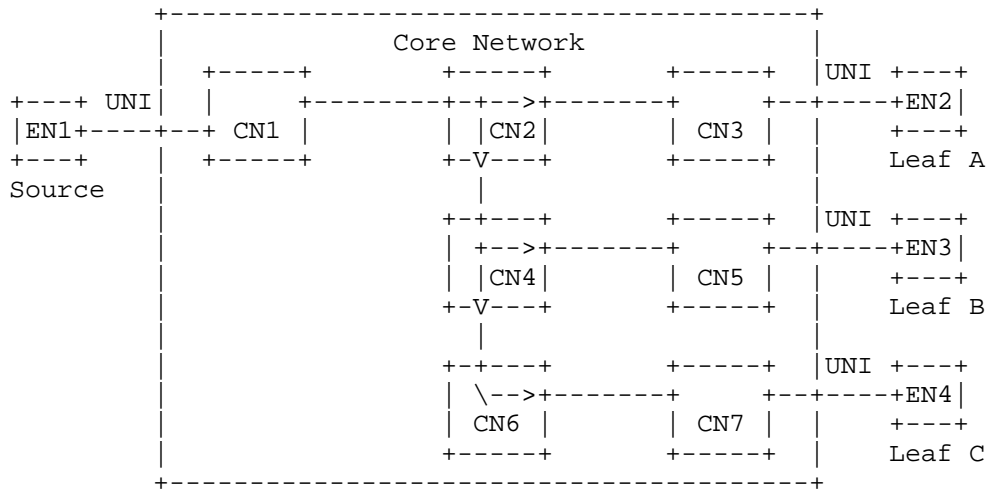 Core Network
UNI
UNI
EN1 CN1 CN2 CN3 EN2
Source
Leaf A
UNI
CN4 CN5 EN3
Leaf B
UNI
EN4
CN6 CN7
Leaf C